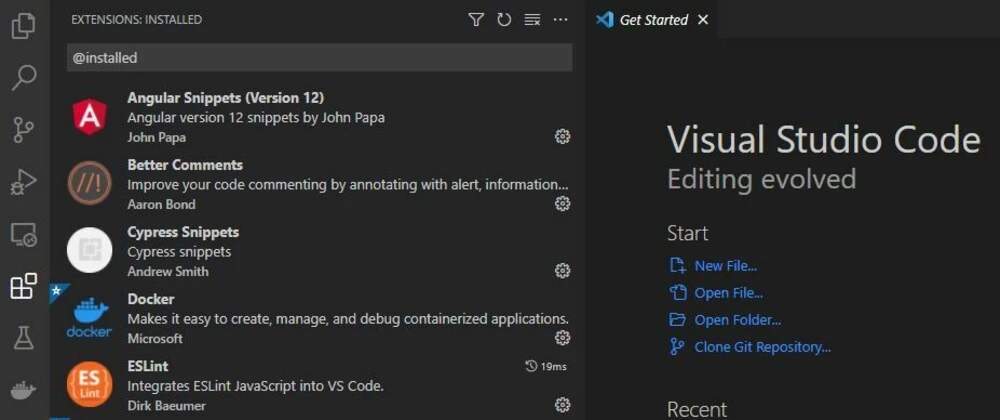 EXTENSIONS: INSTALLED
@installed
Angular Snippets (Version 12)
Angular version 12 snippets by John Papa
John Papa
//!
Better Comments
Improve your code commenting by annotating with alert, information...
Aaron Bond
Cypress Snippets
Cypress snippets
Andrew Smith
docker
Docker
Makes it easy to create, manage, and debug containerized applications.
Microsoft
ES
Lint
ESLint
19ms
Integrates ESLint JavaScript into VS Code.
Dirk Baeumer
Get Started
Visual Studio Code
Editing evolved
Start
New File...
Open File...
Open Folder...
Clone Git Repository...
Recent